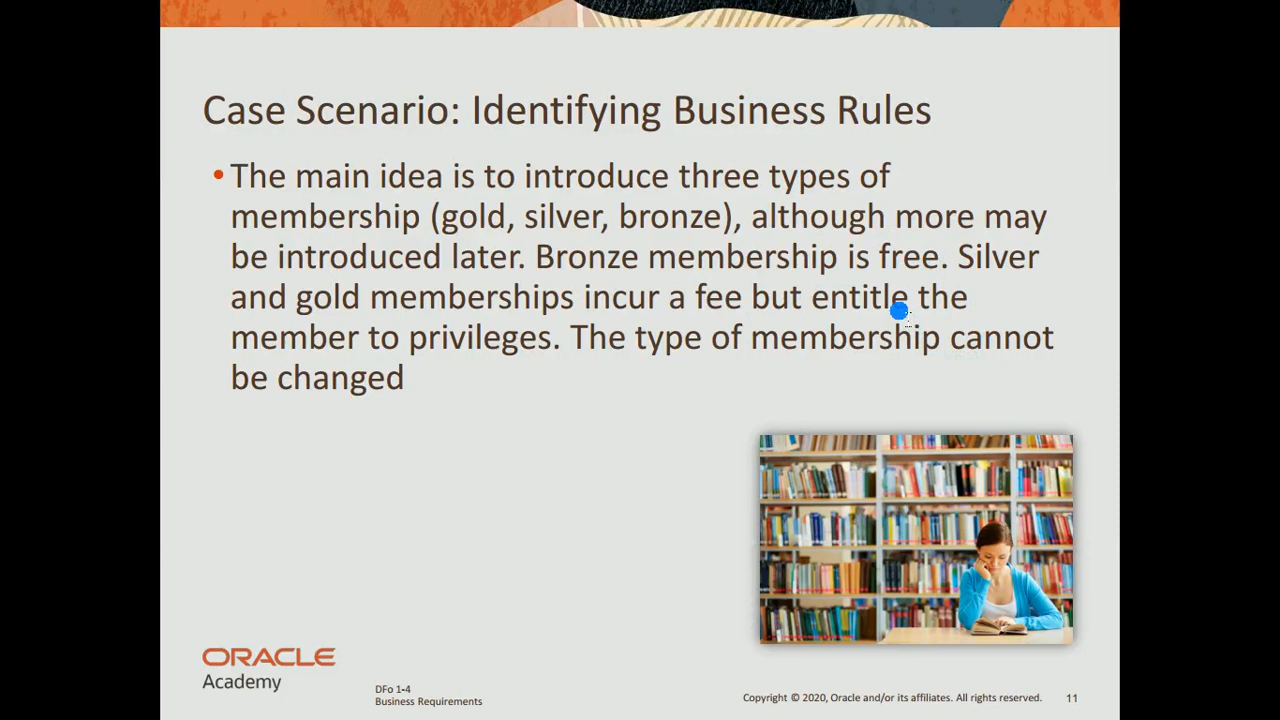 Case Scenario: Identifying Business Rules
•The main idea is to introduce three types of
membership (gold, silver, bronze), although more may
be introduced later. Bronze membership is free. Silver
and gold memberships incur a fee but entitle the
member to privileges. The type of membership cannot
be changed
ORACLE
Academy
DFo 1-4
Business Requirements
Copyright © 2020, Oracle and/or its affiliates. All rights reserved. 11